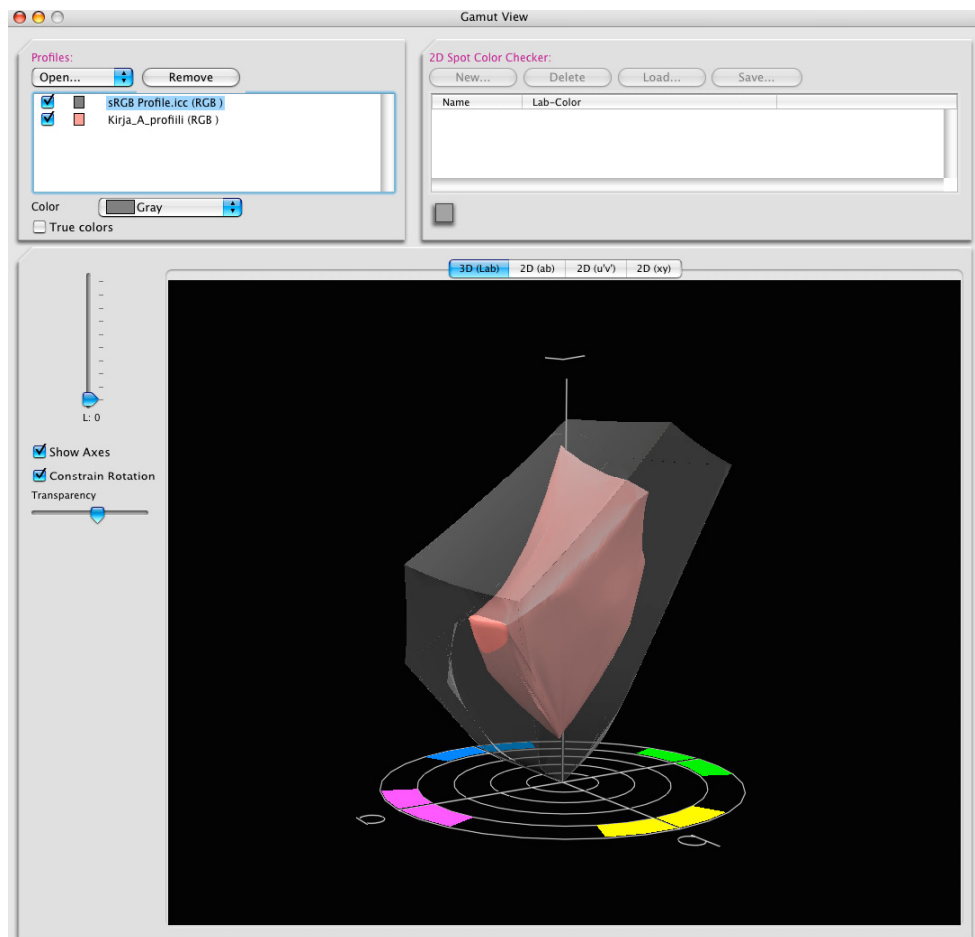 Gamut View
Profiles:
Open...
Remove
sRGB Profile.icc (RGB )
Kirja_A_profiili (RGB )
Color
Gray
True colors
2D Spot Color Checker:
New...
Delete
Load...
Save...
Name
Lab-Color
3D (Lab)
2D (ab)
2D (u'v')
2D (xy)
L: 0
Show Axes
Constrain Rotation
Transparency
a
b